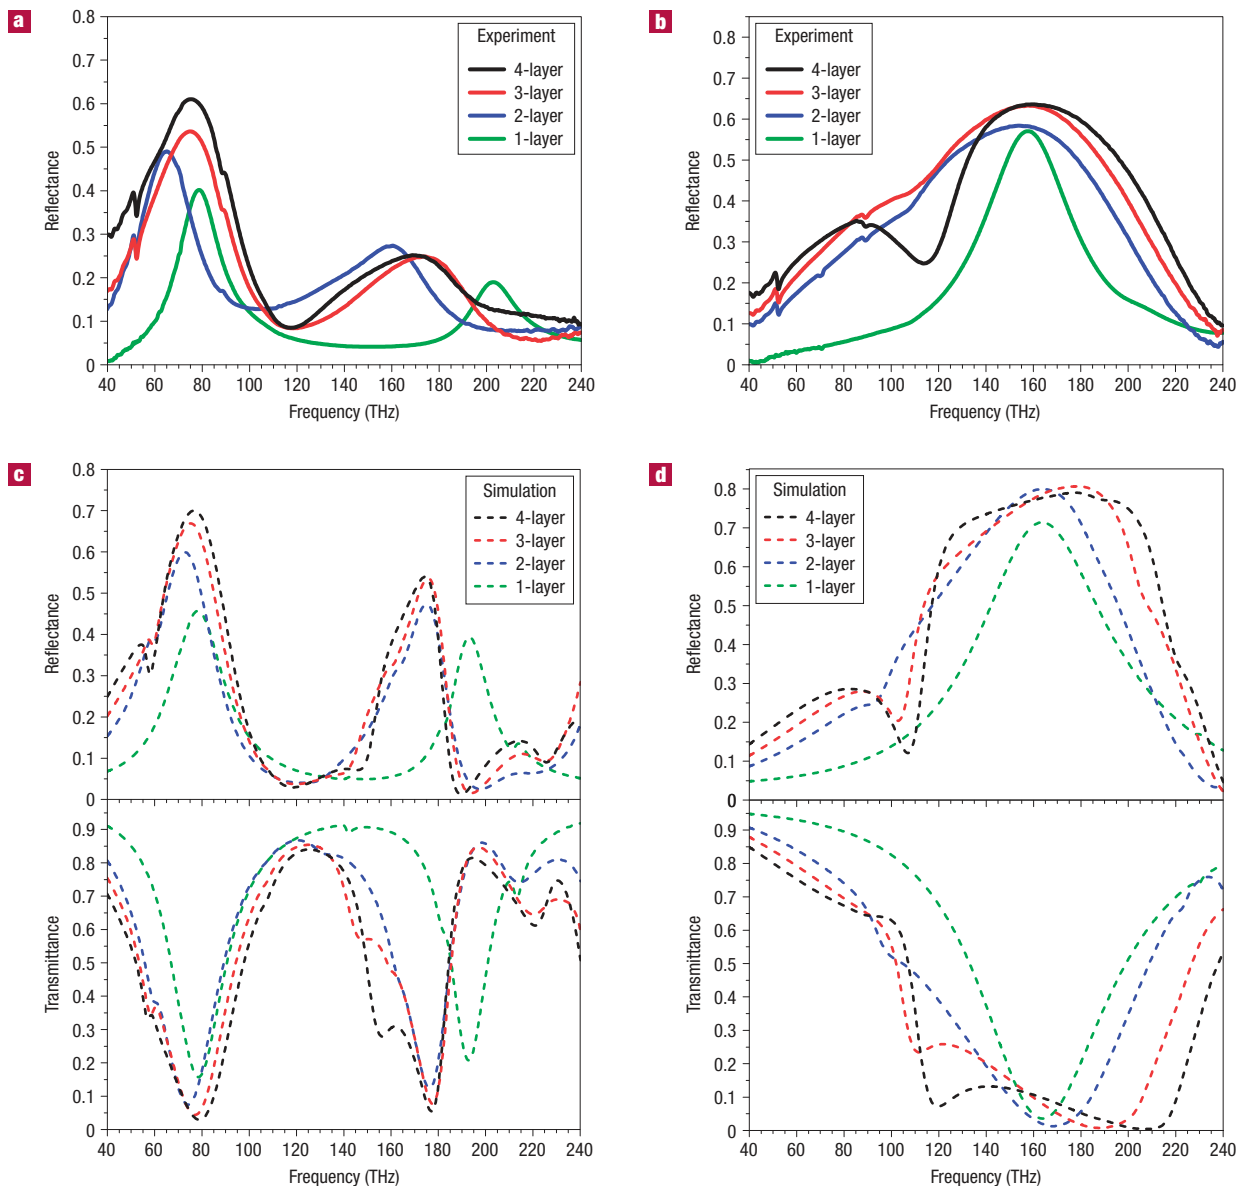 a
0.8
0.7
0.6
0.5
0.4
0.3
0.2
0.1
0
Reflectance
Experiment
4-layer
3-layer
2-layer
1-layer
40 60 80 100 120 140 160 180 200 220 240
Frequency (THz)
b
0.8
0.7
0.6
0.5
0.4
0.3
0.2
0.1
0
Reflectance
Experiment
4-layer
3-layer
2-layer
1-layer
40 60 80 100 120 140 160 180 200 220 240
Frequency (THz)
c
0.8
0.7
0.6
0.5
0.4
0.3
0.2
0.1
0
Reflectance
Simulation
4-layer
3-layer
2-layer
1-layer
0.9
0.8
0.7
0.6
0.5
0.4
0.3
0.2
0.1
0
Transmittance
40 60 80 100 120 140 160 180 200 220 240
Frequency (THz)
d
0.8
0.7
0.6
0.5
0.4
0.3
0.2
0.1
0
Reflectance
Simulation
4-layer
3-layer
2-layer
1-layer
0.9
0.8
0.7
0.6
0.5
0.4
0.3
0.2
0.1
0
Transmittance
40 60 80 100 120 140 160 180 200 220 240
Frequency (THz)